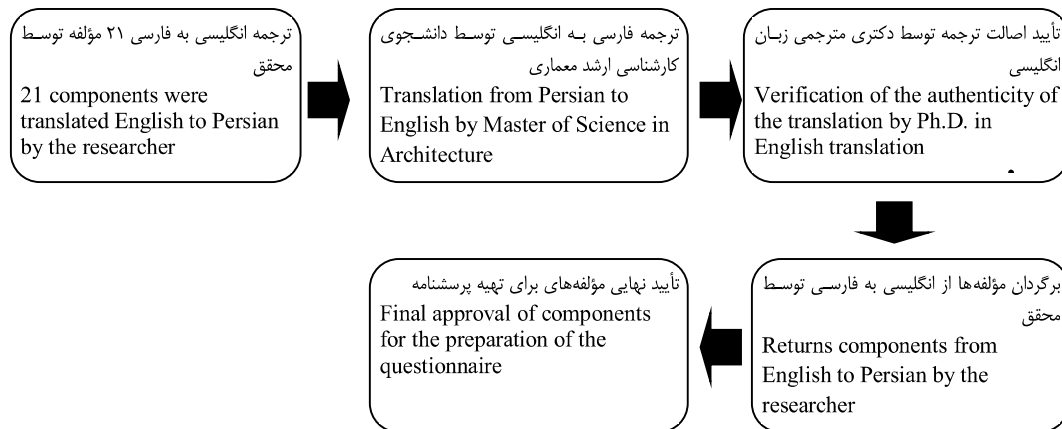 ترجمه انگلیسی به فارسی ۲۱ مؤلفه توسط
محقق
21 components were
translated English to Persian
by the researcher
ترجمه فارسی به انگلیسی توسط دانشجوی
کارشناسی ارشد معماری
Translation from Persian to
English by Master of Science in
Architecture
تأیید اصالت ترجمه توسط دکتری مترجمی زبان
انگلیسی
Verification of the authenticity of
the translation by Ph.D. in
English translation
برگردان مؤلفه‌ها از انگلیسی به فارسی توسط
محقق
Returns components from
English to Persian by the
researcher
تأیید نهایی مؤلفه‌های برای تهیه پرسشنامه
Final approval of components
for the preparation of the
questionnaire